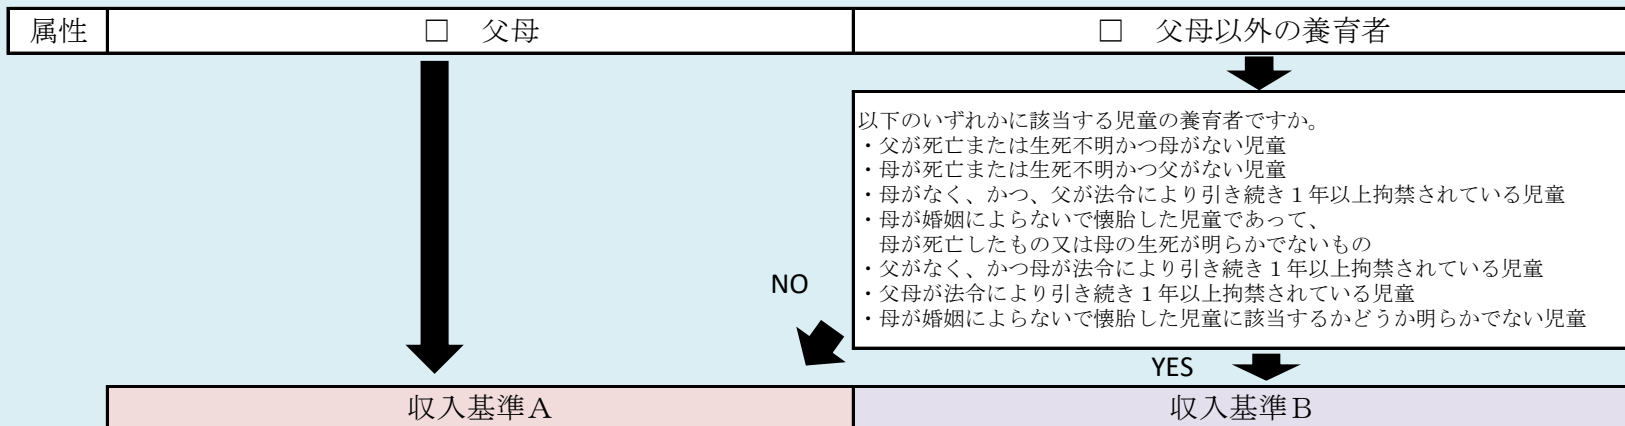 属性
□ 父母
□ 父母以外の養育者
以下のいずれかに該当する児童の養育者ですか。
・父が死亡または生死不明かつ母がない児童
・母が死亡または生死不明かつ父がない児童
・母がなく、かつ、父が法令により引き続き１年以上拘禁されている児童
・母が婚姻によらないで懐胎した児童であって、
母が死亡したもの又は母の生死が明らかでないもの
・父がなく、かつ母が法令により引き続き１年以上拘禁されている児童
・父母が法令により引き続き１年以上拘禁されている児童
・母が婚姻によらないで懐胎した児童に該当するかどうか明らかでない児童
NO
YES
収入基準Ａ
収入基準Ｂ